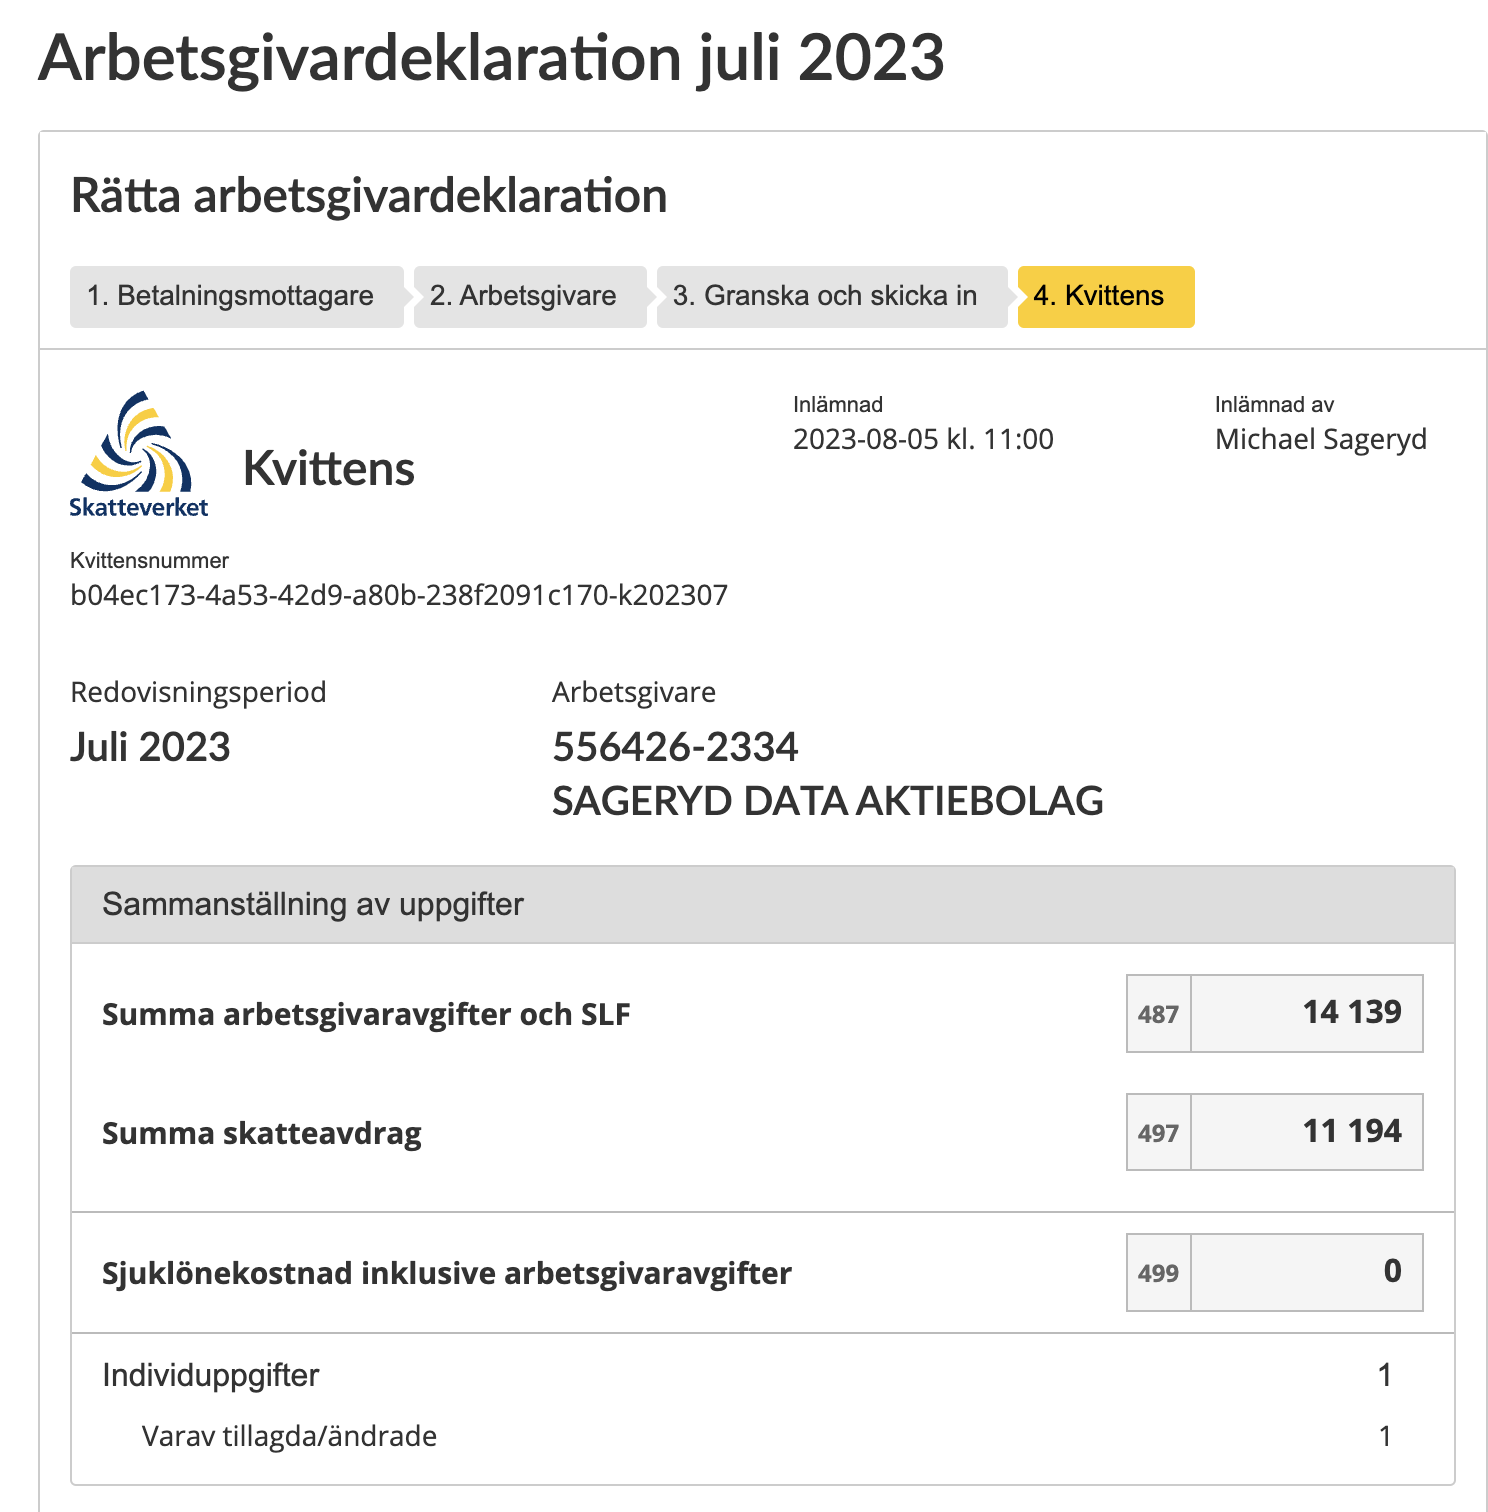 Arbetsgivardeklaration juli 2023
Rätta arbetsgivardeklaration
1. Betalningsmottagare
2. Arbetsgivare
3. Granska och skicka in
4. Kvittens
Skatteverket
Kvittens
Inlämnad
2023-08-05 kl. 11:00
Inlämnad av
Michael Sageryd
Kvittensnummer
b04ec173-4a53-42d9-a80b-238f2091c170-k202307
Redovisningsperiod
Juli 2023
Arbetsgivare
556426-2334
SAGERYD DATA AKTIEBOLAG
Sammanställning av uppgifter
Summa arbetsgivaravgifter och SLF 487 14 139
Summa skatteavdrag 497 11 194
Sjuklönekostnad inklusive arbetsgivaravgifter 499 0
Individuppgifter 1
Varav tillagda/ändrade 1